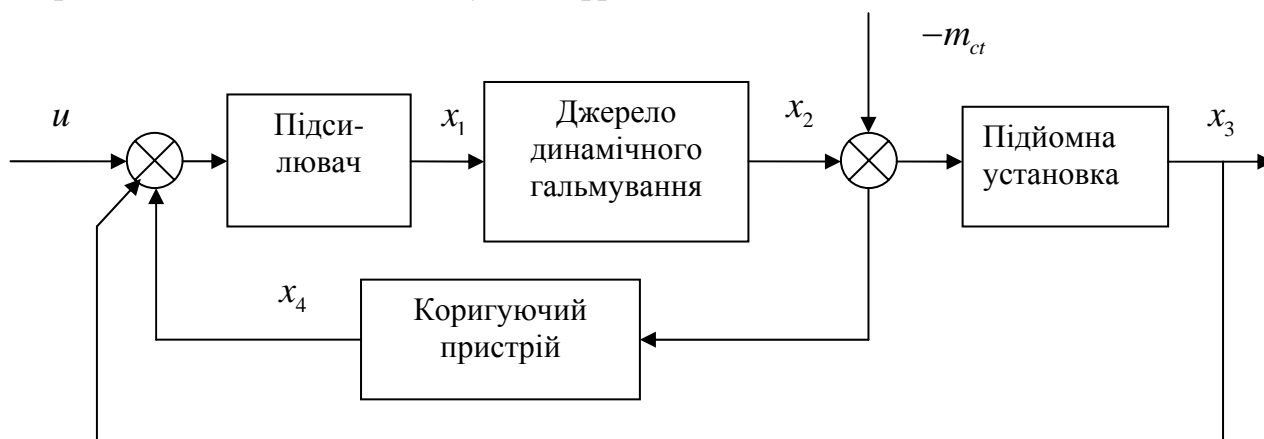 −m_ct
u
Підси-
лювач
x_1
Джерело
динамічного
гальмування
x_2
Підйомна
установка
x_3
x_4
Коригуючий
пристрій